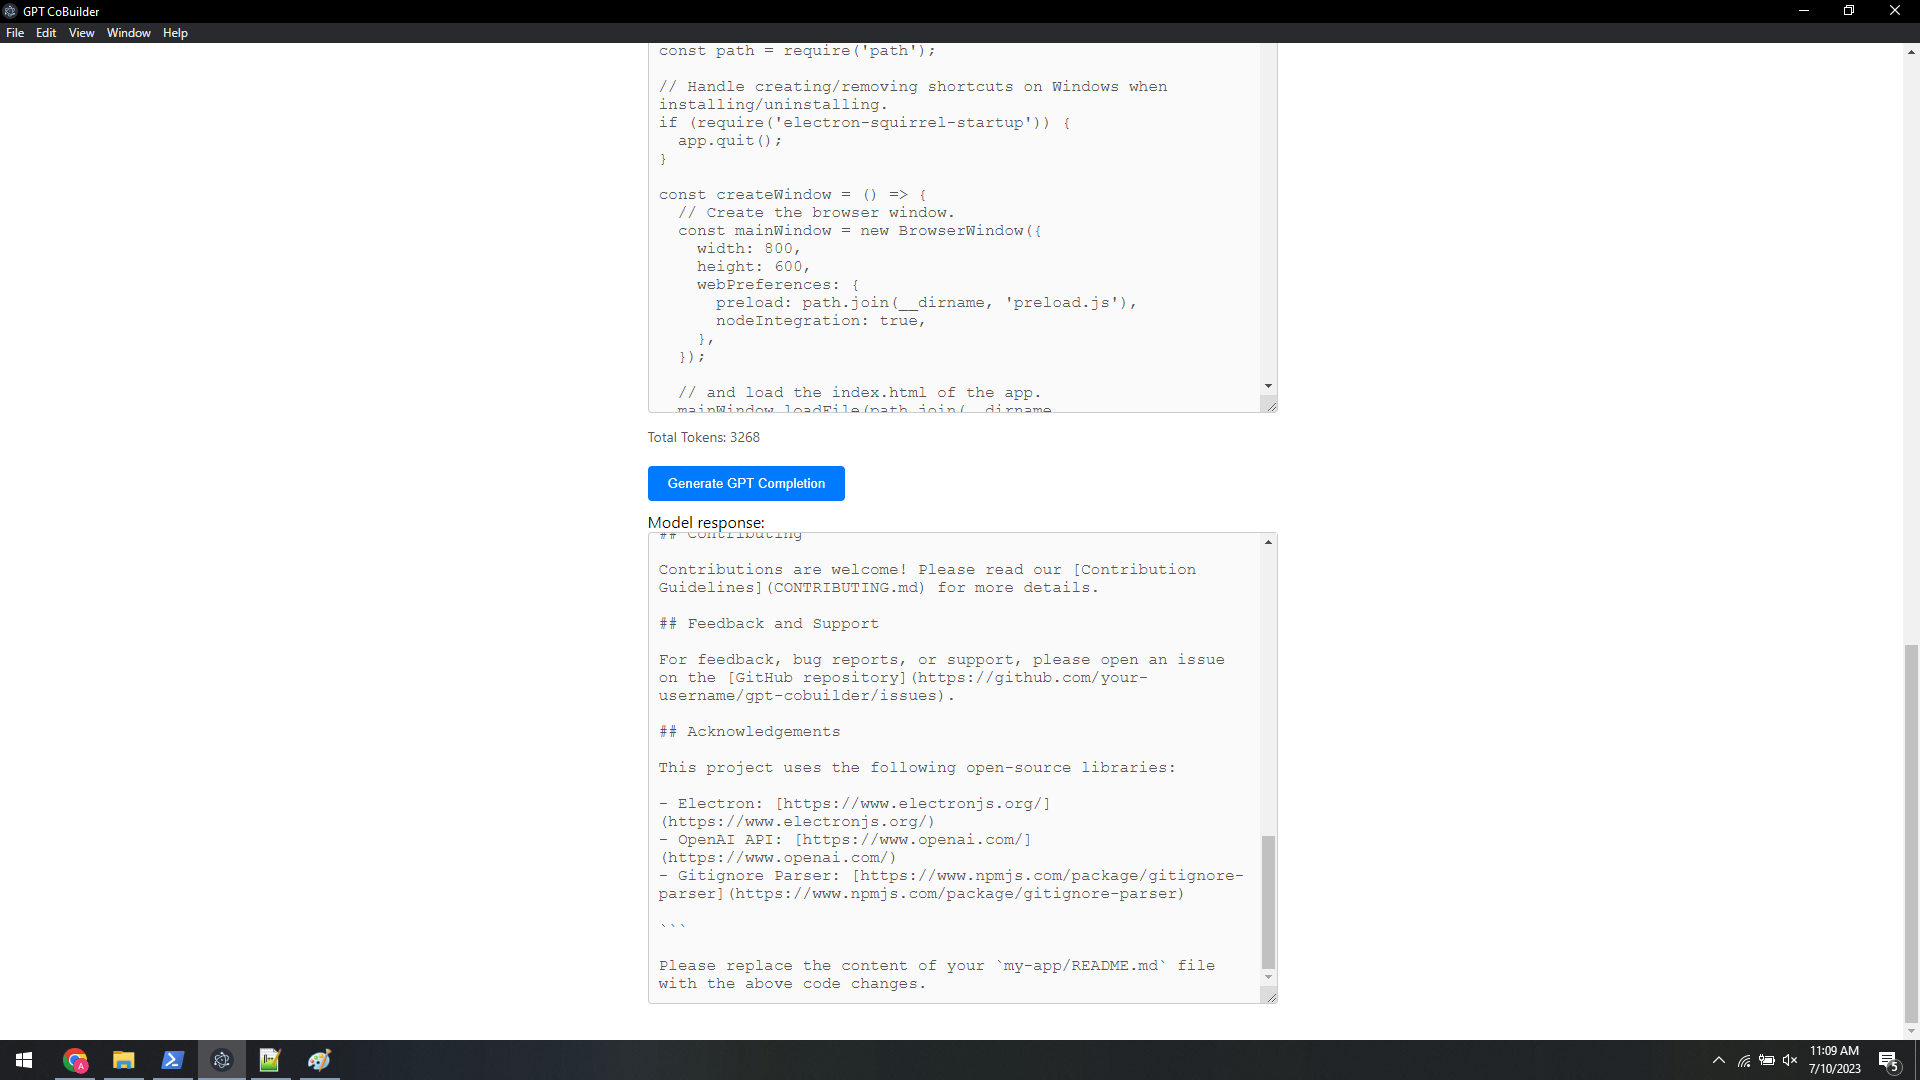 GPT CoBuilder
File Edit View Window Help
const path = require('path');
// Handle creating/removing shortcuts on Windows when
installing/uninstalling.
if (require('electron-squirrel-startup')) {
  app.quit();
}
const createWindow = () => {
  // Create the browser window.
  const mainWindow = new BrowserWindow({
    width: 800,
    height: 600,
    webPreferences: {
      preload: path.join(__dirname, 'preload.js'),
      nodeIntegration: true,
    },
  });
  // and load the index.html of the app.
  mainWindow.loadFile(path.join(__dirname,
Total Tokens: 3268
Generate GPT Completion
Model response:
## Contributing
Contributions are welcome! Please read our [Contribution
Guidelines](CONTRIBUTING.md) for more details.
## Feedback and Support
For feedback, bug reports, or support, please open an issue
on the [GitHub repository](https://github.com/your-
username/gpt-cobuilder/issues).
## Acknowledgements
This project uses the following open-source libraries:
- Electron: [https://www.electronjs.org/]
(https://www.electronjs.org/)
- OpenAI API: [https://www.openai.com/]
(https://www.openai.com/)
- Gitignore Parser: [https://www.npmjs.com/package/gitignore-
parser](https://www.npmjs.com/package/gitignore-parser)
```
Please replace the content of your `my-app/README.md` file
with the above code changes.
11:09 AM
7/10/2023
5